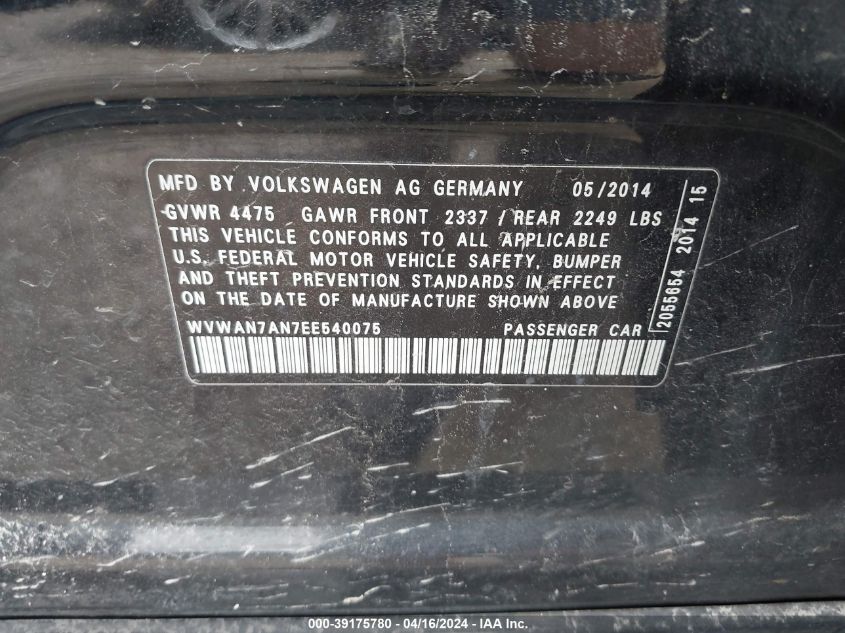 MFD BY VOLKSWAGEN AG GERMANY 05/2014
GVWR 4475 GAWR FRONT 2337 / REAR 2249 LBS
THIS VEHICLE CONFORMS TO ALL APPLICABLE
U.S. FEDERAL MOTOR VEHICLE SAFETY, BUMPER
AND THEFT PREVENTION STANDARDS IN EFFECT
ON THE DATE OF MANUFACTURE SHOWN ABOVE
WVWAN7AN7EE540075 PASSENGER CAR
2055654 2014 15
000-39175780 - 04/16/2024 - IAA Inc.